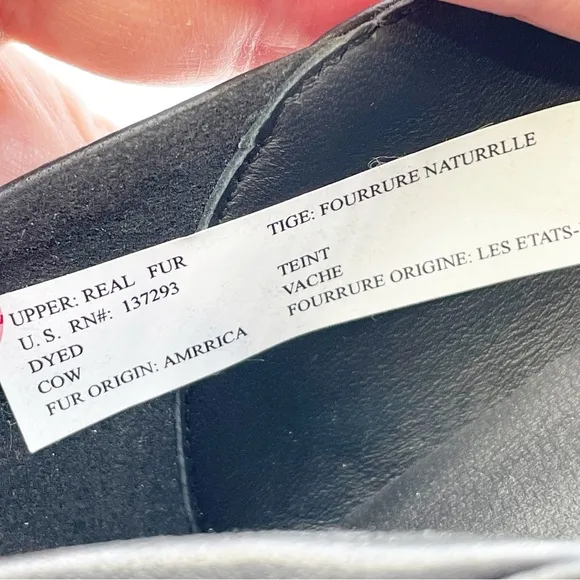 UPPER: REAL FUR
U. S. RN#: 137293
DYED
COW
FUR ORIGIN: AMRRICA
TIGE: FOURRURE NATURRLLE
TEINT
VACHE
FOURRURE ORIGINE: LES ETATS-